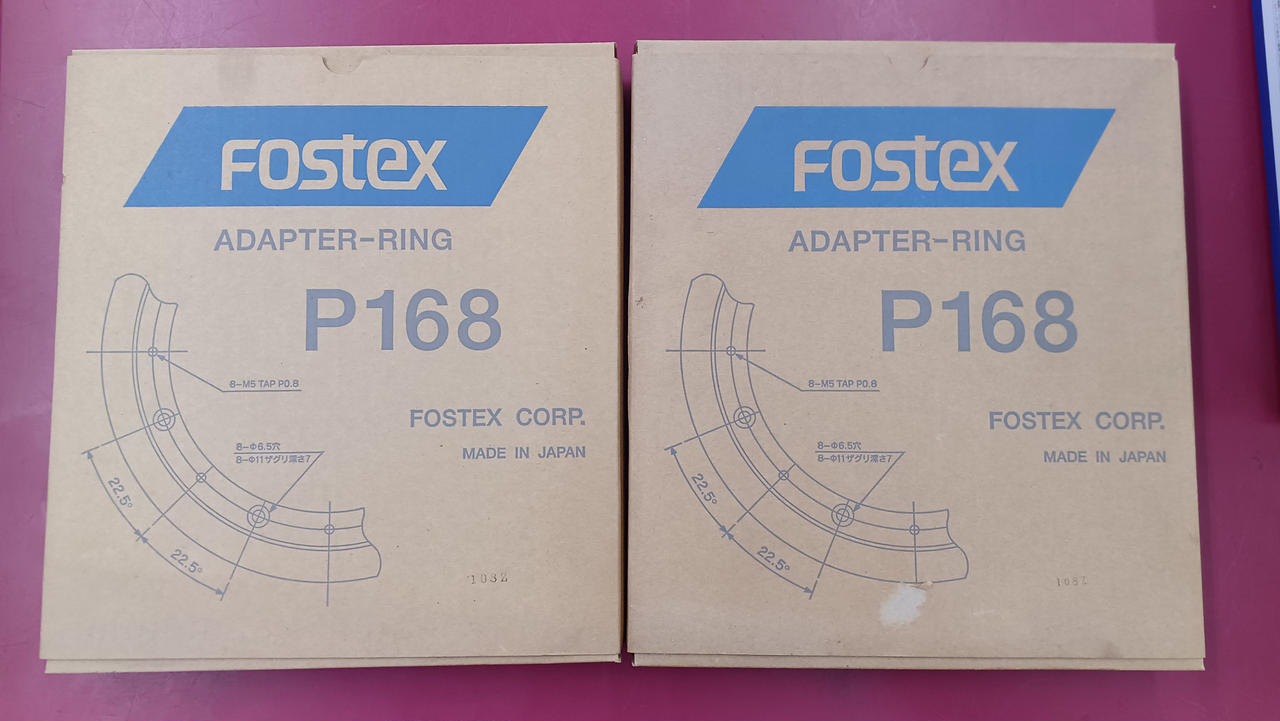 FOSTEX
ADAPTER-RING
P168
8-M5 TAP P0.8
FOSTEX CORP.
8-Φ6.5穴
8-Φ11ザグリ深さ7
MADE IN JAPAN
22.5°
22.5°
108Z
FOSTEX
ADAPTER-RING
P168
8-M5 TAP P0.8
FOSTEX CORP.
8-Φ6.5穴
8-Φ11ザグリ深さ7
MADE IN JAPAN
22.5°
22.5°
108Z